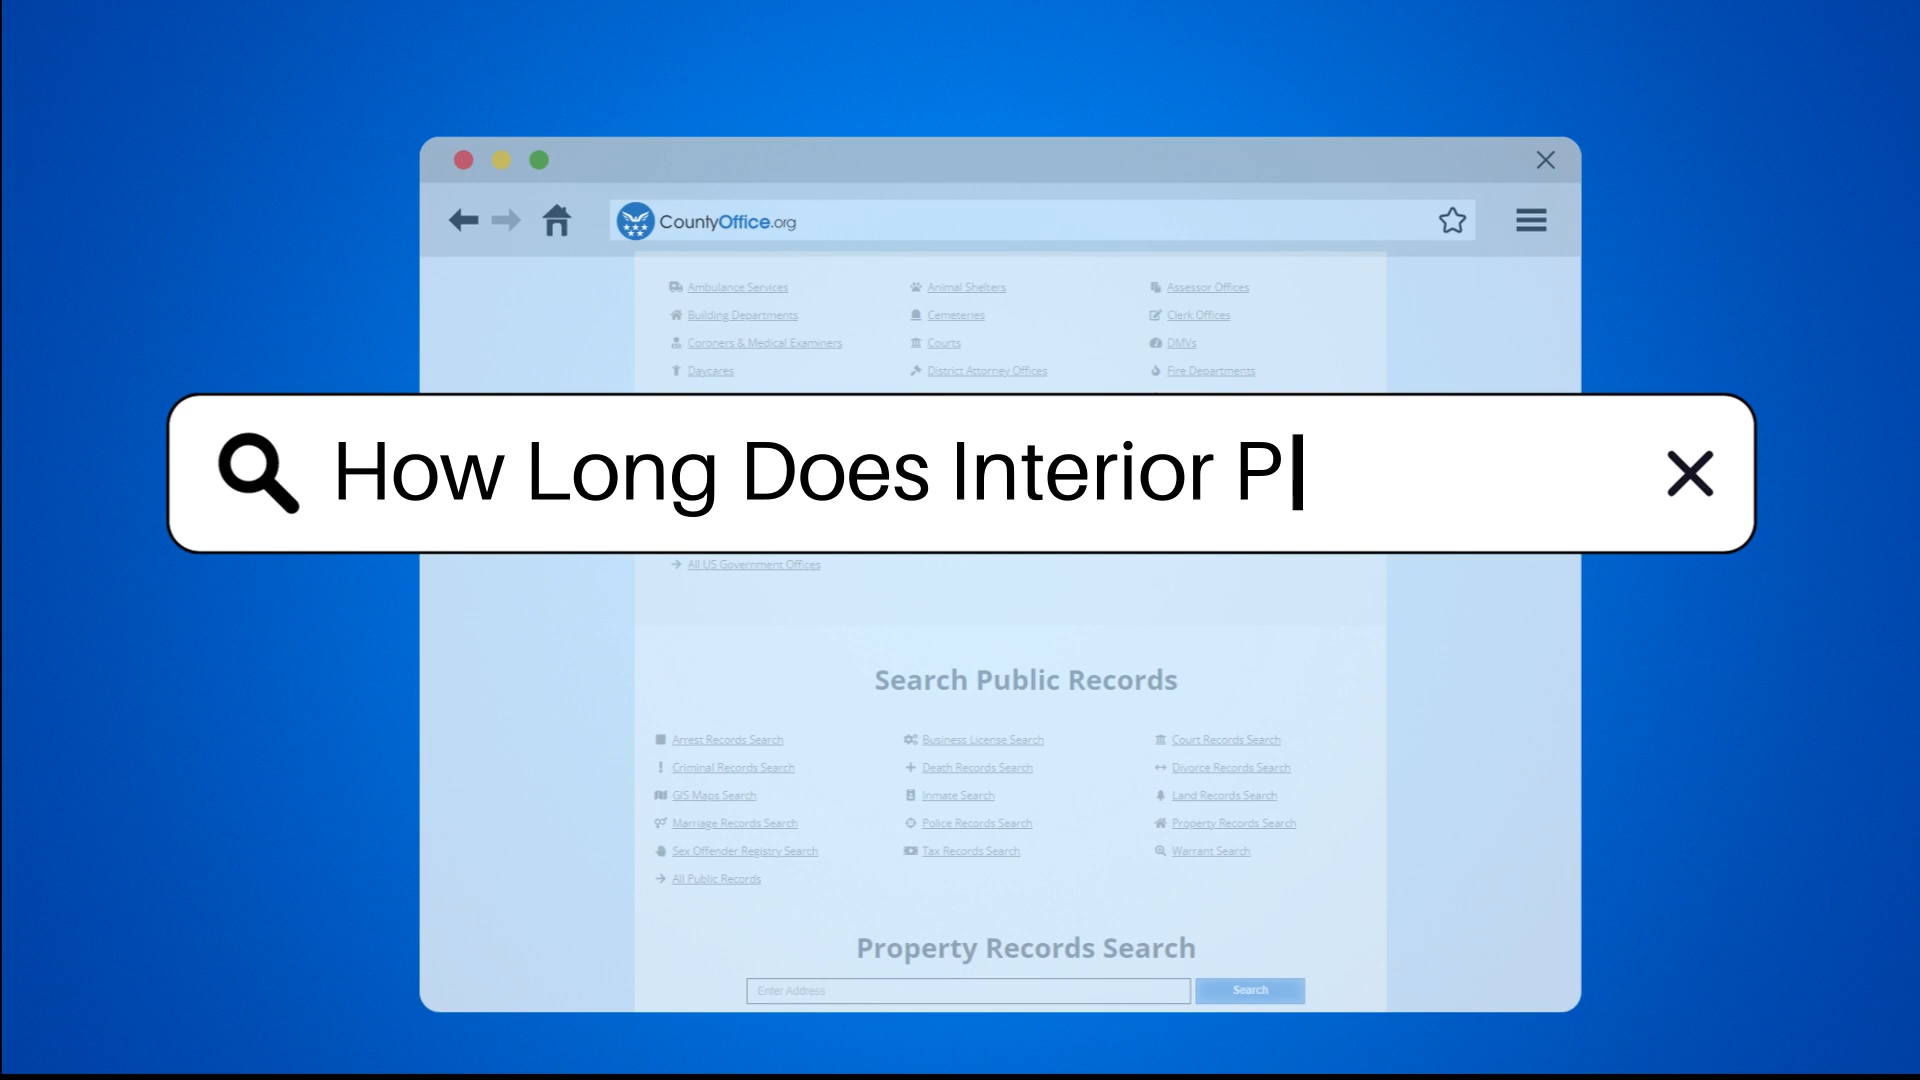 CountyOffice.org
Ambulance Services Animal Shelters Assessor Offices
Building Departments Cemeteries Clerk Offices
Coroners & Medical Examiners Courts DMVs
Daycares District Attorney Offices Fire Departments
How Long Does Interior P
All US Government Offices
Search Public Records
Arrest Records Search Business License Search Court Records Search
Criminal Records Search Death Records Search Divorce Records Search
GIS Maps Search Inmate Search Land Records Search
Marriage Records Search Police Records Search Property Records Search
Sex Offender Registry Search Tax Records Search Warrant Search
All Public Records
Property Records Search
Enter Address Search